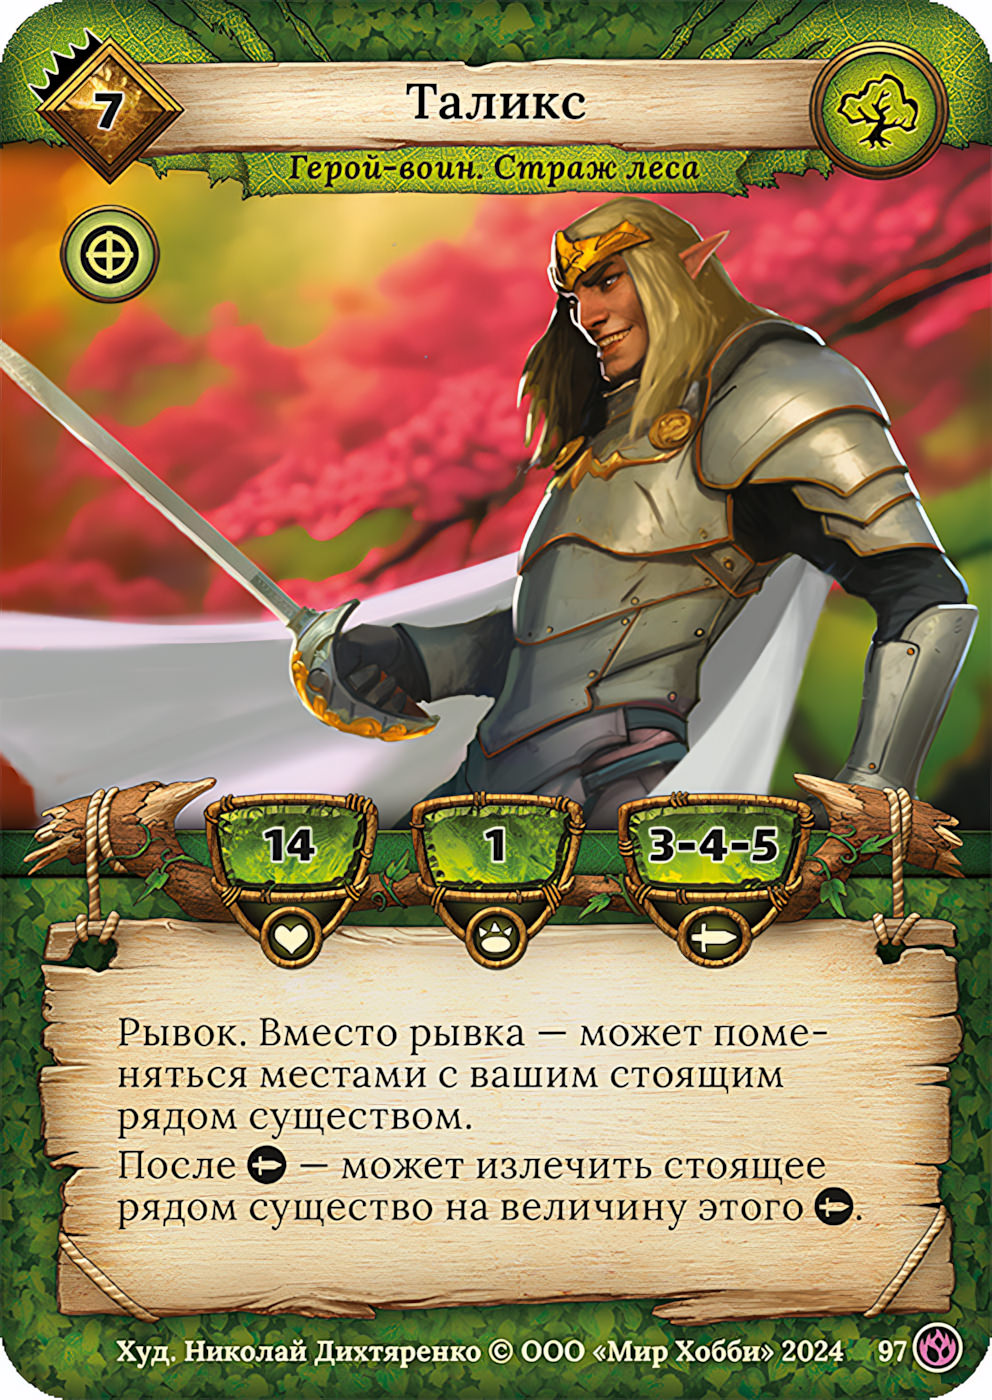 7
Таликс
Герой-воин. Страж леса
14
1
3-4-5
Рывок. Вместо рывка — может поме-
няться местами с вашим стоящим
рядом существом.
После — может излечить стоящее
рядом существо на величину этого .
Худ. Николай Дихтяренко © ООО «Мир Хобби» 2024 97